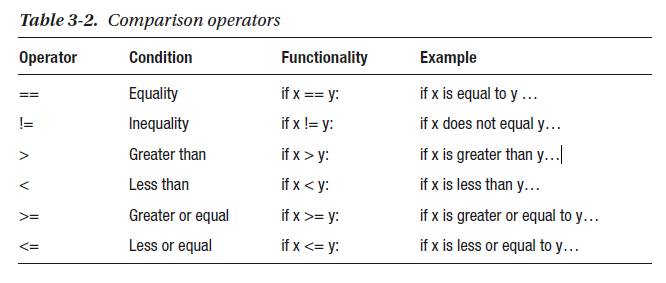 Table 3-2. Comparison operators
Operator Condition Functionality Example
== Equality if x == y: if x is equal to y …
!= Inequality if x != y: if x does not equal y…
> Greater than if x > y: if x is greater than y…
< Less than if x < y: if x is less than y…
>= Greater or equal if x >= y: if x is greater or equal to y…
<= Less or equal if x <= y: if x is less or equal to y…